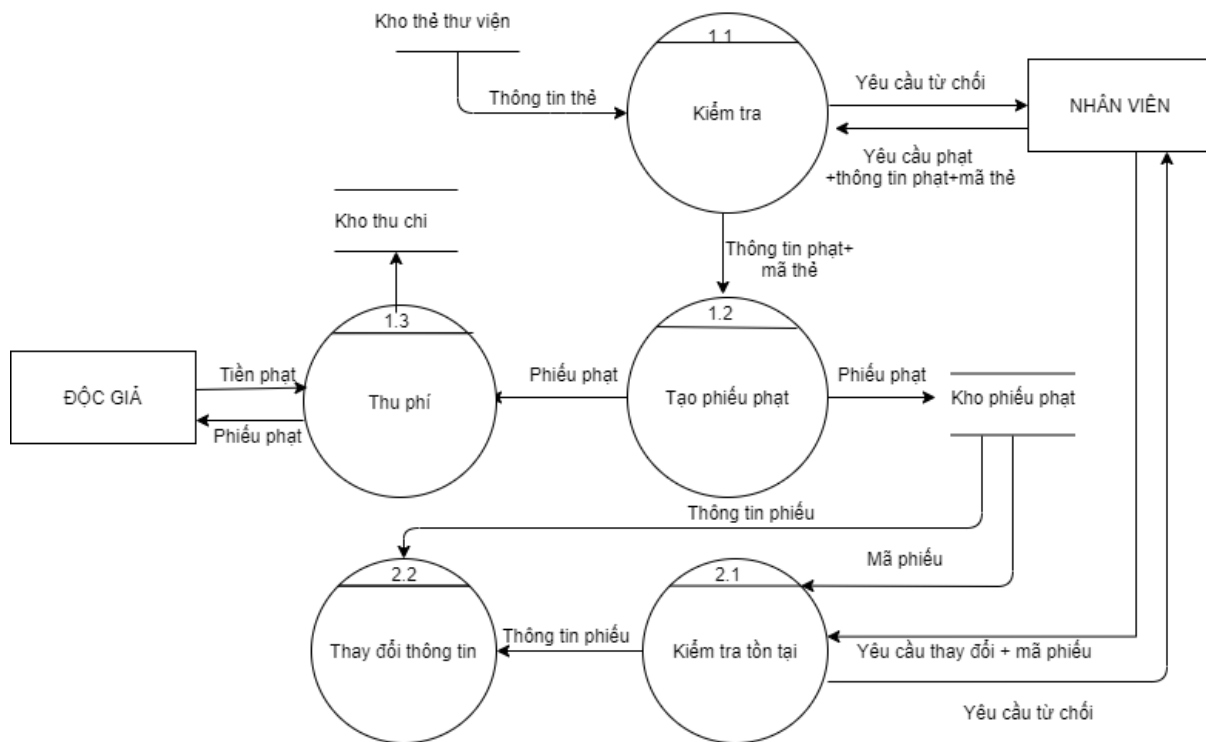 Kho thẻ thư viện
1.1
Thông tin thẻ
Kiểm tra
Yêu cầu từ chối
NHÂN VIÊN
Yêu cầu phạt
+thông tin phạt+mã thẻ
Kho thu chi
Thông tin phạt+
mã thẻ
1.3
1.2
ĐỘC GIẢ
Tiền phạt
Thu phí
Phiếu phạt
Tạo phiếu phạt
Phiếu phạt
Kho phiếu phạt
Phiếu phạt
Thông tin phiếu
Mã phiếu
2.2
2.1
Thay đổi thông tin
Thông tin phiếu
Kiểm tra tồn tại
Yêu cầu thay đổi + mã phiếu
Yêu cầu từ chối